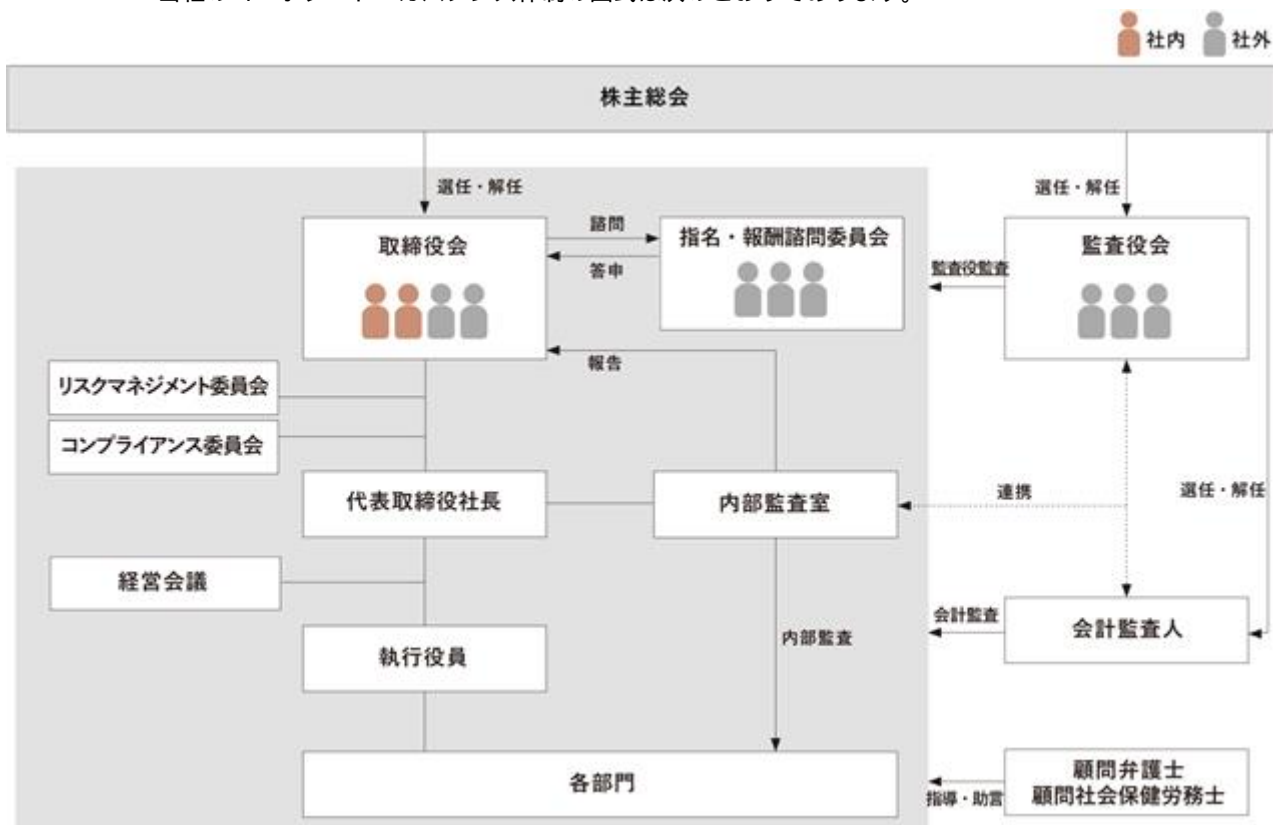 社内 社外
株主総会
選任・解任
選任・解任
取締役会
諮問
答申
指名・報酬諮問委員会
監査役監査
監査役会
報告
リスクマネジメント委員会
コンプライアンス委員会
代表取締役社長
内部監査室
連携
選任・解任
経営会議
執行役員
内部監査
会計監査
会計監査人
各部門
指導・助言
顧問弁護士
顧問社会保健労務士